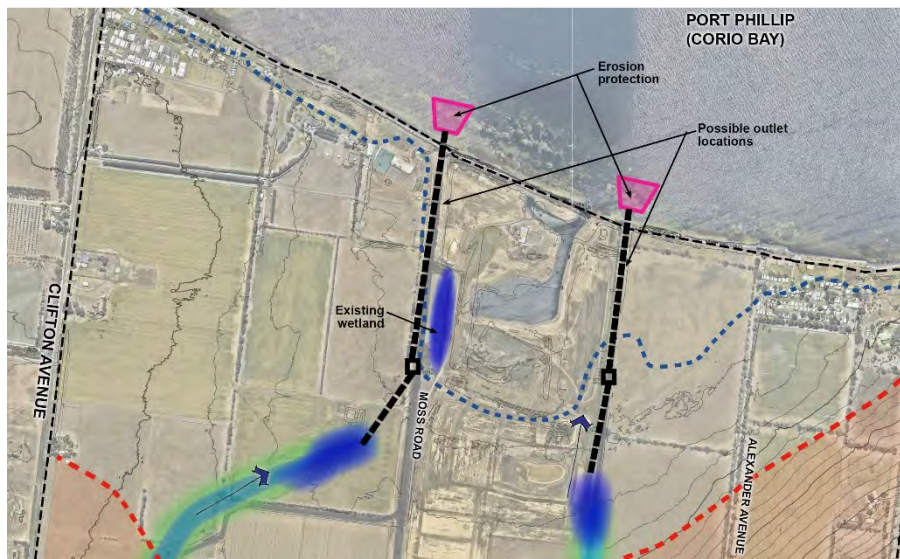 PORT PHILLIP
(CORIO BAY)
Erosion
protection
Possible outlet
locations
CLIFTON AVENUE
Existing
wetland
MOSS ROAD
ALEXANDER AVENUE